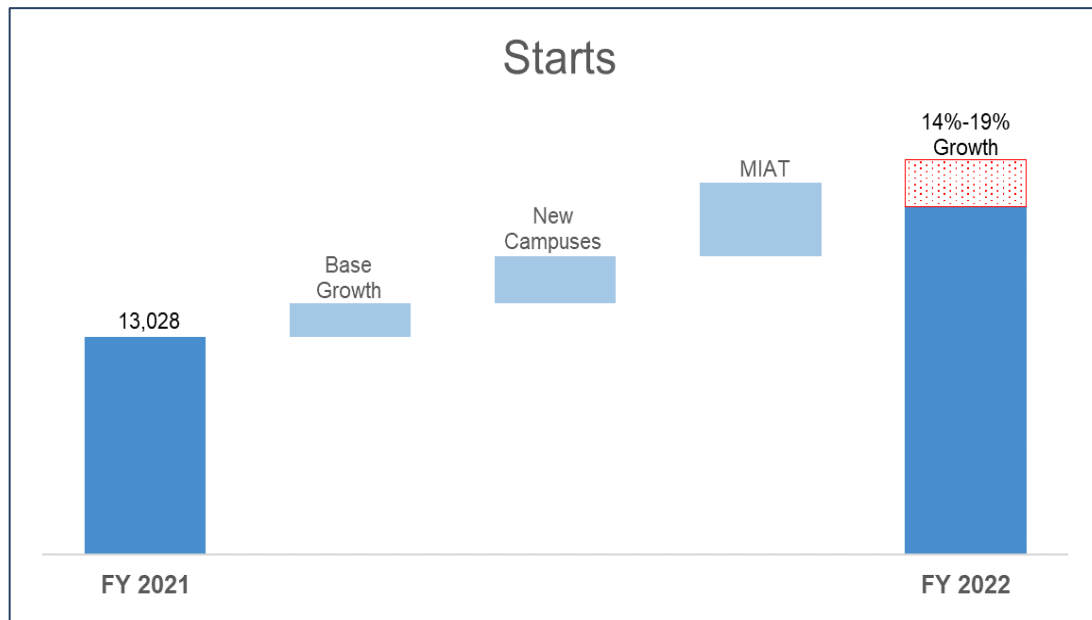 Starts
13,028
Base
Growth
New
Campuses
MIAT
14%-19%
Growth
FY 2021
FY 2022